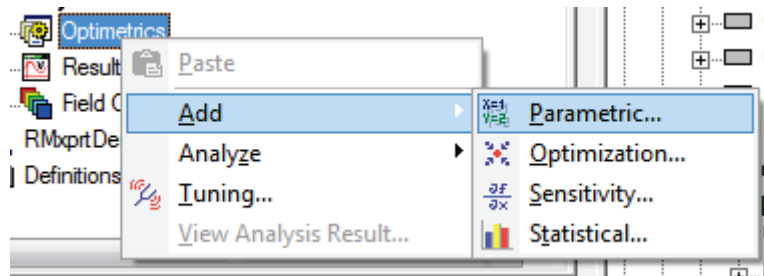 Optimetrics
Result
Field O
RMxprtDe
Definitions
Paste
Add
Analyze
Tuning...
View Analysis Result...
Parametric...
Optimization...
Sensitivity...
Statistical...